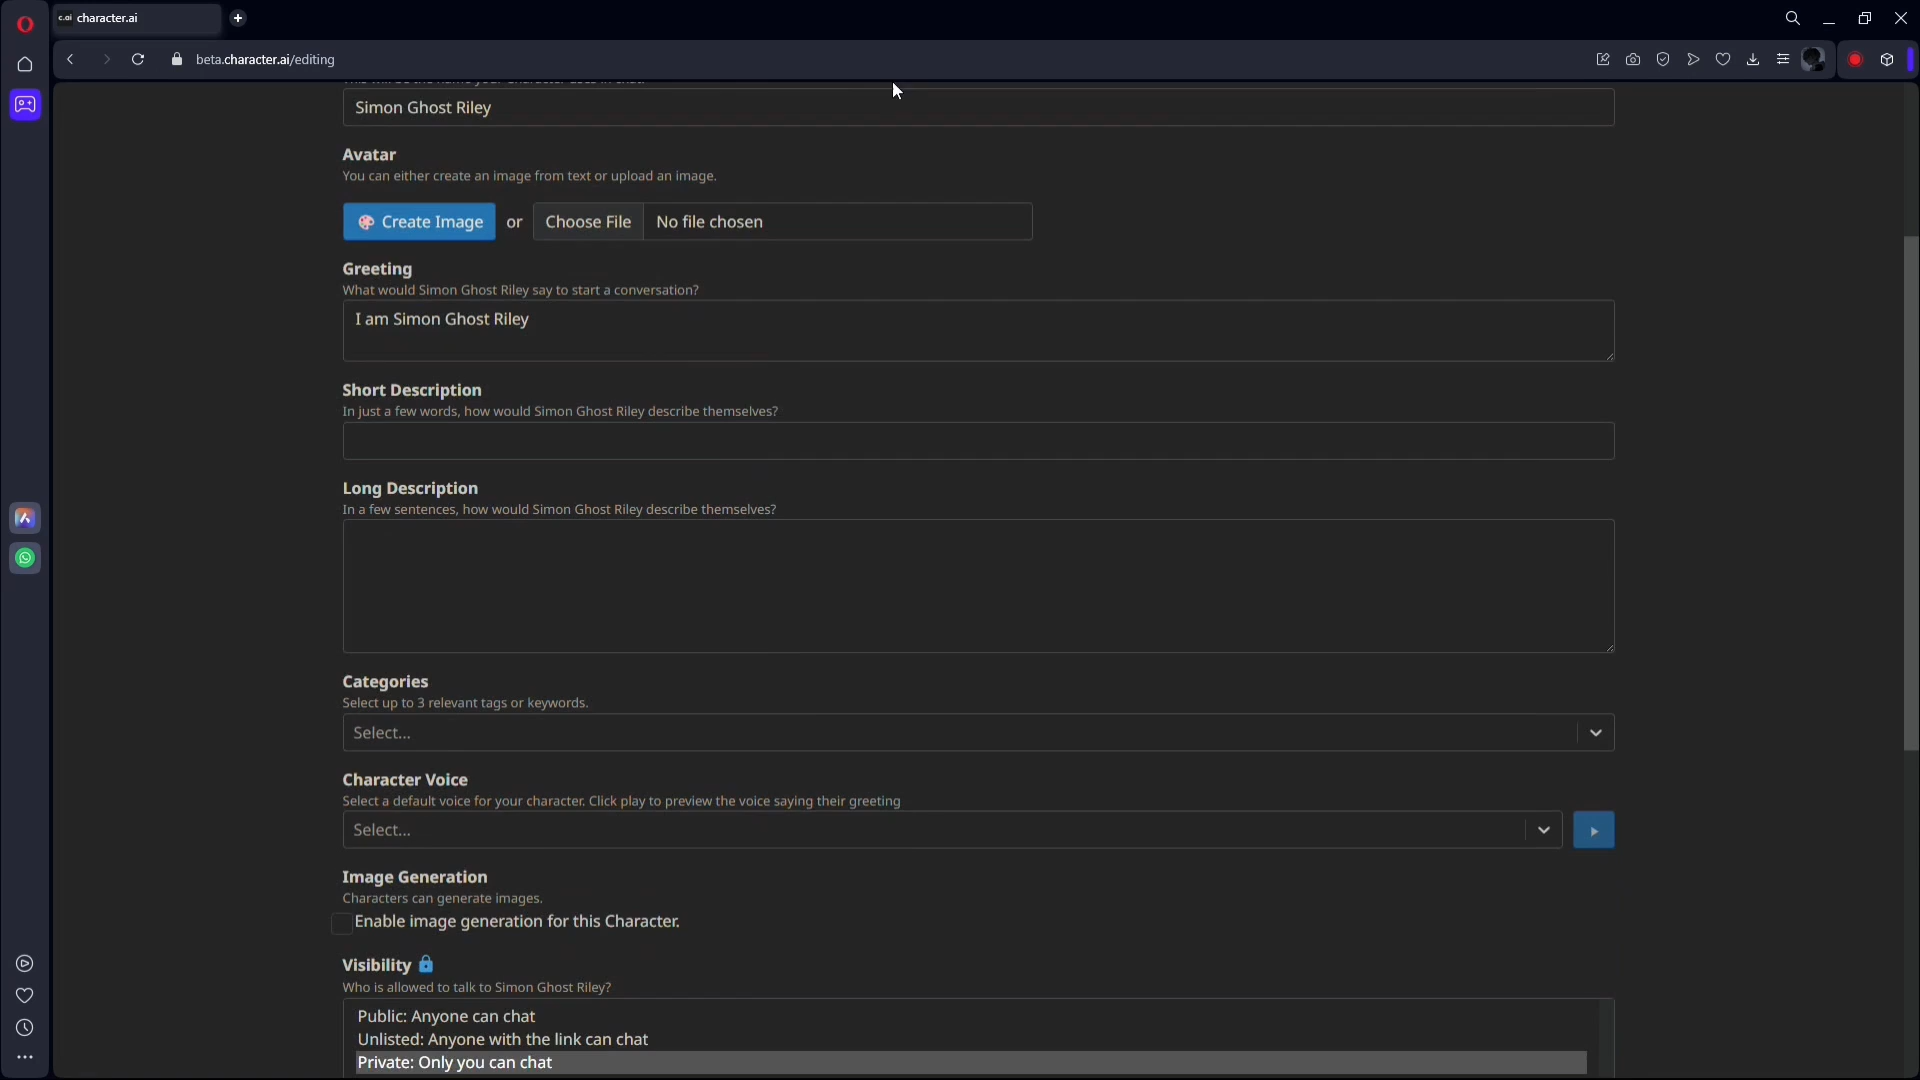 c.ai character.ai
beta.character.ai/editing
Simon Ghost Riley
Avatar
You can either create an image from text or upload an image.
Create Image or Choose File No file chosen
Greeting
What would Simon Ghost Riley say to start a conversation?
I am Simon Ghost Riley
Short Description
In just a few words, how would Simon Ghost Riley describe themselves?
Long Description
In a few sentences, how would Simon Ghost Riley describe themselves?
Categories
Select up to 3 relevant tags or keywords.
Select...
Character Voice
Select a default voice for your character. Click play to preview the voice saying their greeting
Select...
Image Generation
Characters can generate images.
Enable image generation for this Character.
Visibility
Who is allowed to talk to Simon Ghost Riley?
Public: Anyone can chat
Unlisted: Anyone with the link can chat
Private: Only you can chat